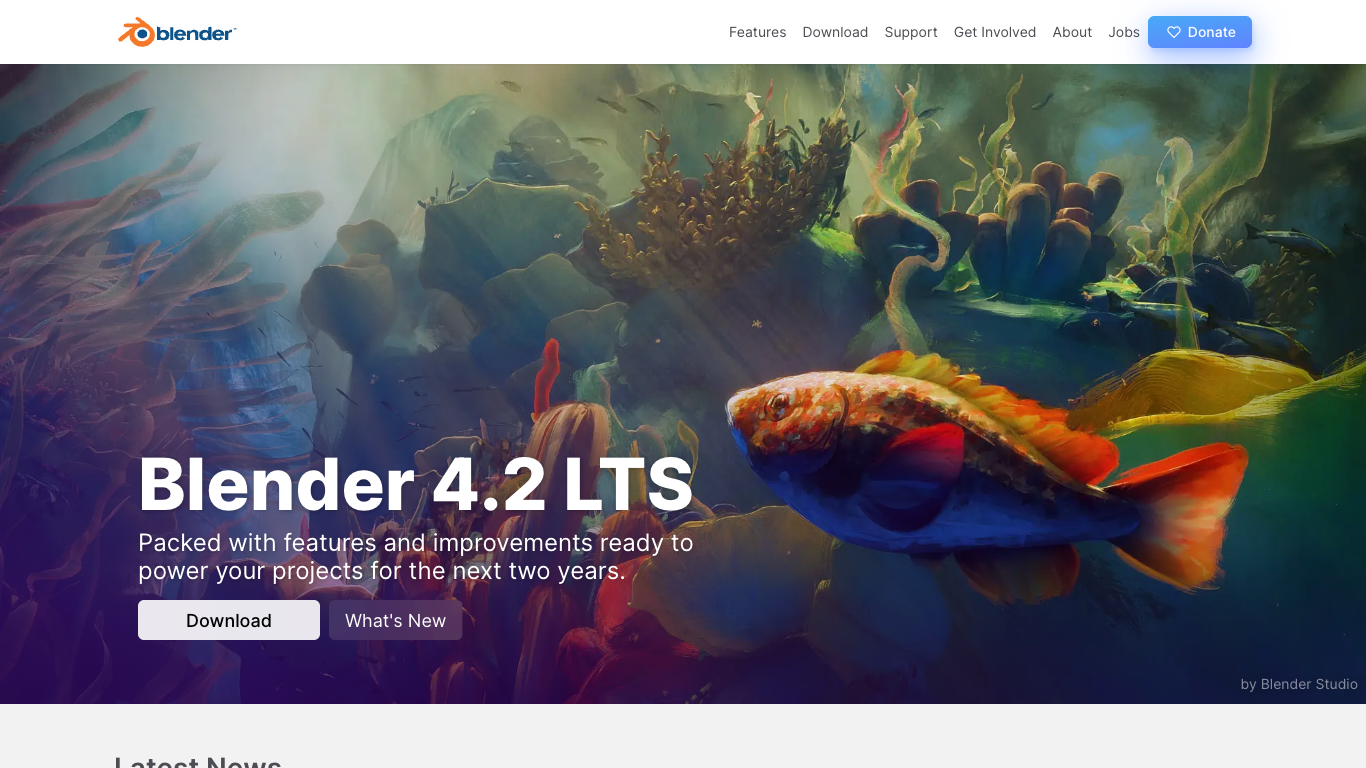 blender™
Features Download Support Get Involved About Jobs Donate
Blender 4.2 LTS
Packed with features and improvements ready to
power your projects for the next two years.
Download What's New
by Blender Studio
Latest News